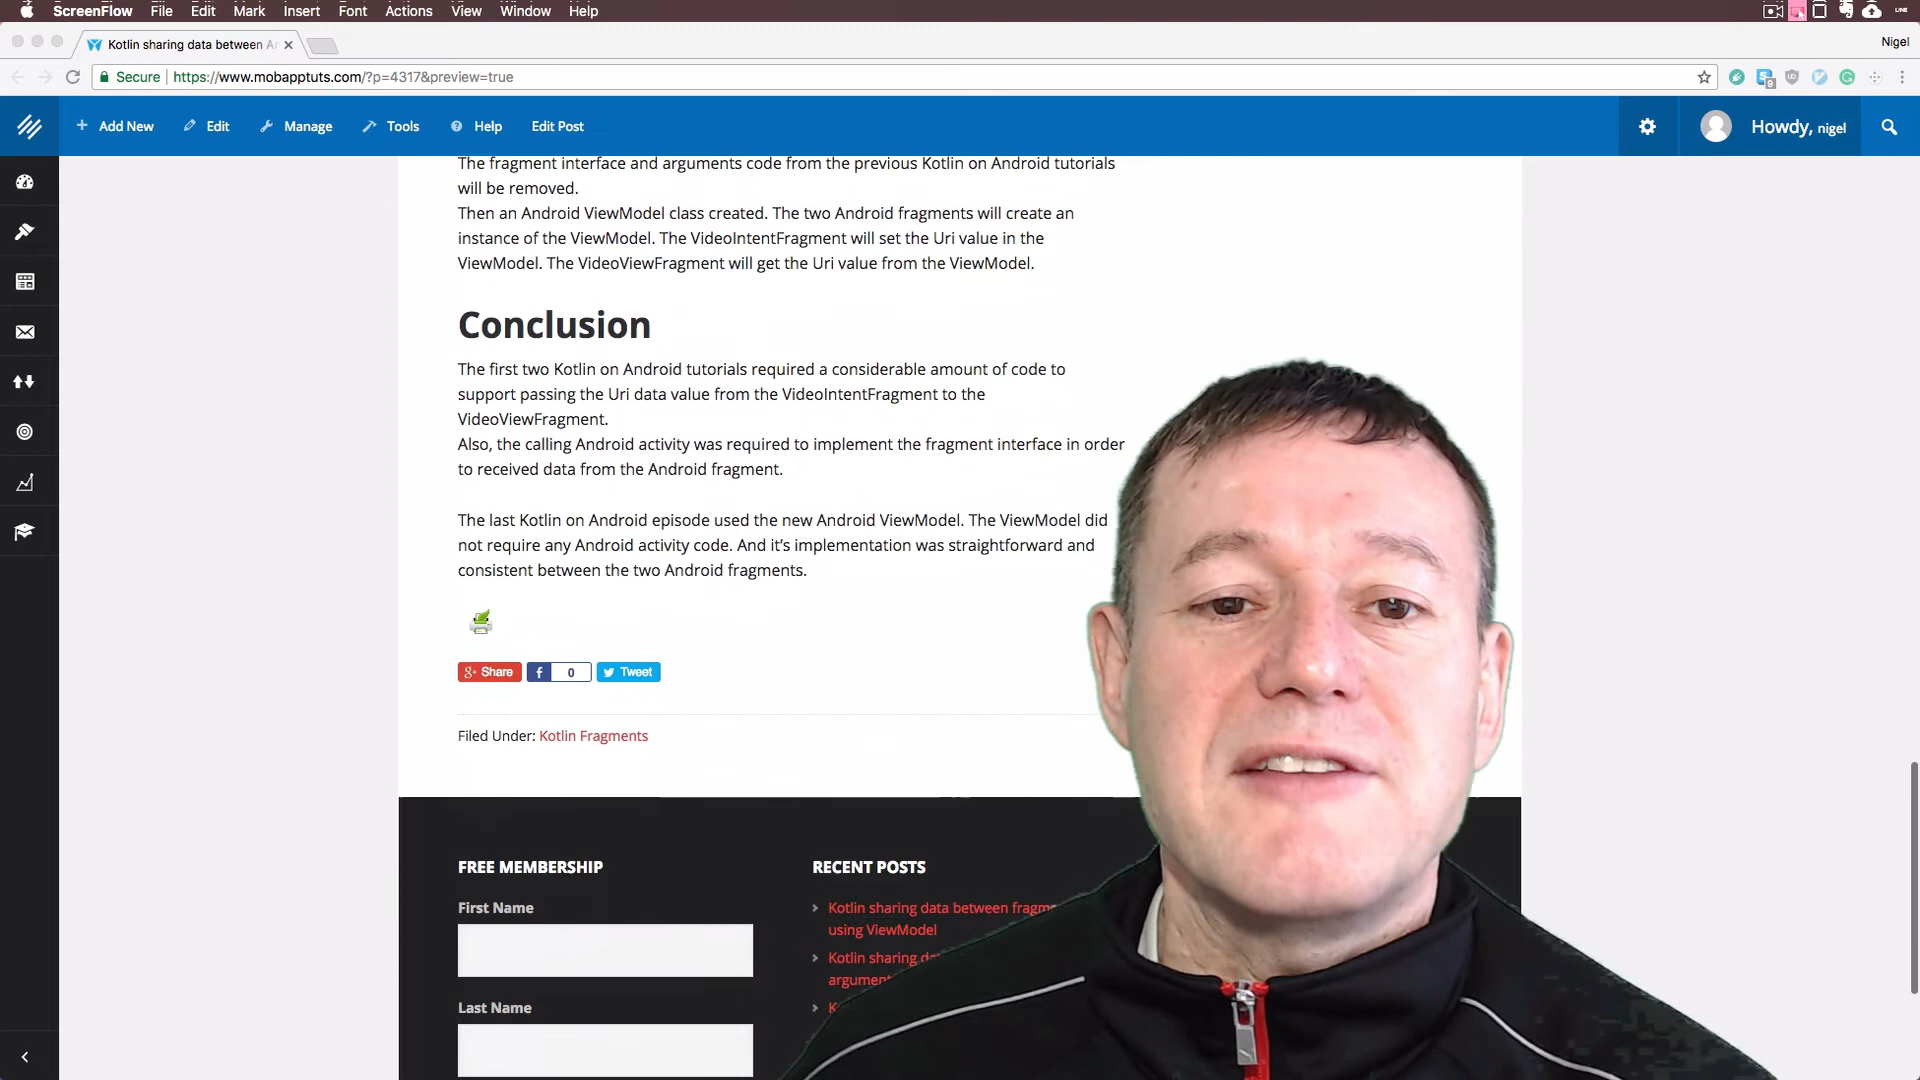 ScreenFlow File Edit Mark Insert Font Actions View Window Help
LINE
Kotlin sharing data between
Nigel
Secure https://www.mobapptuts.com/?p=4317&preview=true
9
Add New Edit Manage Tools Help Edit Post
Howdy, nigel
The fragment interface and arguments code from the previous Kotlin on Android tutorials
will be removed.
Then an Android ViewModel class created. The two Android fragments will create an
instance of the ViewModel. The VideoIntentFragment will set the Uri value in the
ViewModel. The VideoViewFragment will get the Uri value from the ViewModel.
Conclusion
The first two Kotlin on Android tutorials required a considerable amount of code to
support passing the Uri data value from the VideoIntentFragment to the
VideoViewFragment.
Also, the calling Android activity was required to implement the fragment interface in order
to received data from the Android fragment.
The last Kotlin on Android episode used the new Android ViewModel. The ViewModel did
not require any Android activity code. And it's implementation was straightforward and
consistent between the two Android fragments.
g+ Share f 0 Tweet
Filed Under: Kotlin Fragments
FREE MEMBERSHIP
First Name
Last Name
RECENT POSTS
Kotlin sharing data between
using ViewModel
Kotlin sharing